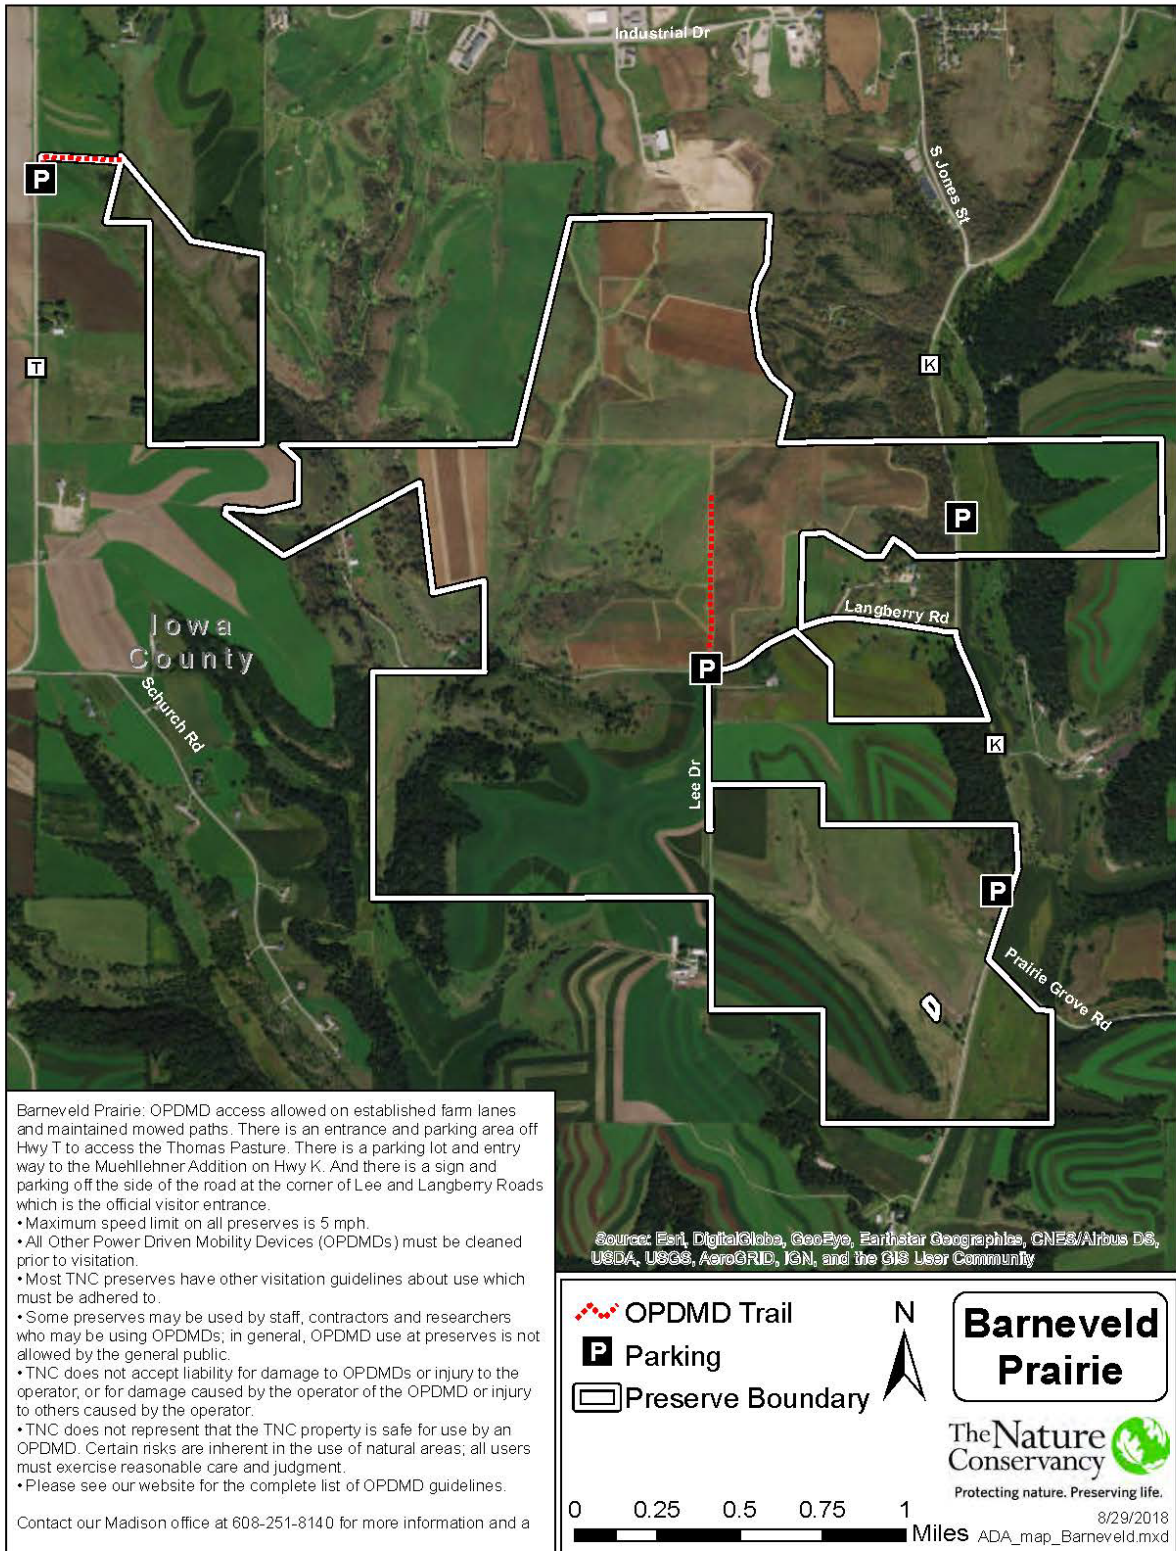 Industrial Dr
S Jones St
P
T
K
P
Langberry Rd
Iowa
County
P
Schurch Rd
K
Lee Dr
P
Prairie Grove Rd
Source: Esri, DigitalGlobe, GeoEye, Earthstar Geographics, CNES/Airbus DS,
USDA, USGS, AeroGRID, IGN, and the GIS User Community
Barneveld Prairie: OPDMD access allowed on established farm lanes
and maintained mowed paths. There is an entrance and parking area off
Hwy T to access the Thomas Pasture. There is a parking lot and entry
way to the Muehllehner Addition on Hwy K. And there is a sign and
parking off the side of the road at the corner of Lee and Langberry Roads
which is the official visitor entrance.
•Maximum speed limit on all preserves is 5 mph.
•All Other Power Driven Mobility Devices (OPDMDs) must be cleaned
prior to visitation.
•Most TNC preserves have other visitation guidelines about use which
must be adhered to.
•Some preserves may be used by staff, contractors and researchers
who may be using OPDMDs; in general, OPDMD use at preserves is not
allowed by the general public.
•TNC does not accept liability for damage to OPDMDs or injury to the
operator, or for damage caused by the operator of the OPDMD or injury
to others caused by the operator.
•TNC does not represent that the TNC property is safe for use by an
OPDMD. Certain risks are inherent in the use of natural areas; all users
must exercise reasonable care and judgment.
•Please see our website for the complete list of OPDMD guidelines.
Contact our Madison office at 608-251-8140 for more information and a
OPDMD Trail
P Parking
Preserve Boundary
N
0 0.25 0.5 0.75 1
Miles
Barneveld
Prairie
The Nature
Conservancy
Protecting nature. Preserving life.
8/29/2018
ADA_map_Barneveld.mxd